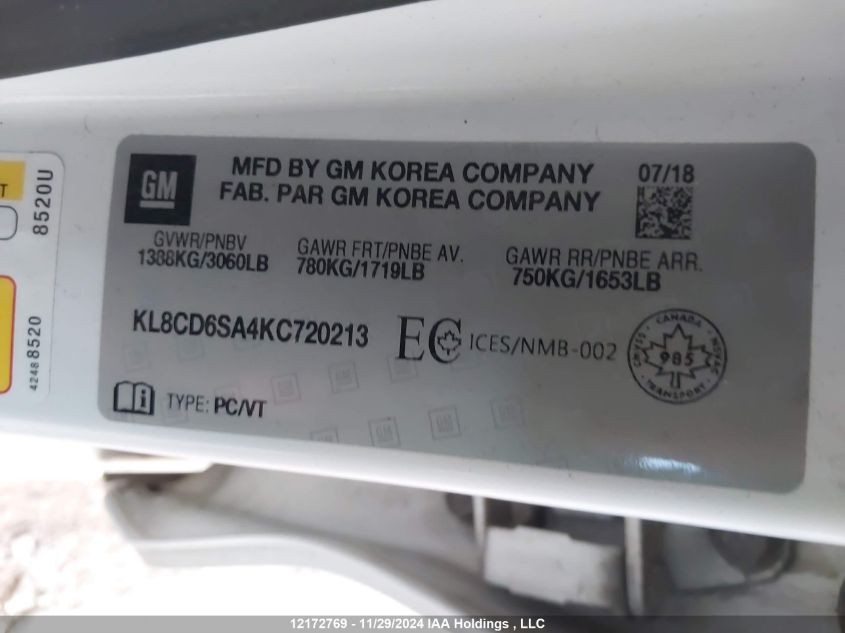 GM
MFD BY GM KOREA COMPANY
FAB. PAR GM KOREA COMPANY
07/18
GVWR/PNBV
1388KG/3060LB
GAWR FRT/PNBE AV.
780KG/1719LB
GAWR RR/PNBE ARR.
750KG/1653LB
KL8CD6SA4KC720213
EC ICES/NMB-002
CANADA
985
TRANSPORT
TYPE: PC/VT
T
8520U
4248 8520
12172769 - 11/29/2024 IAA Holdings , LLC